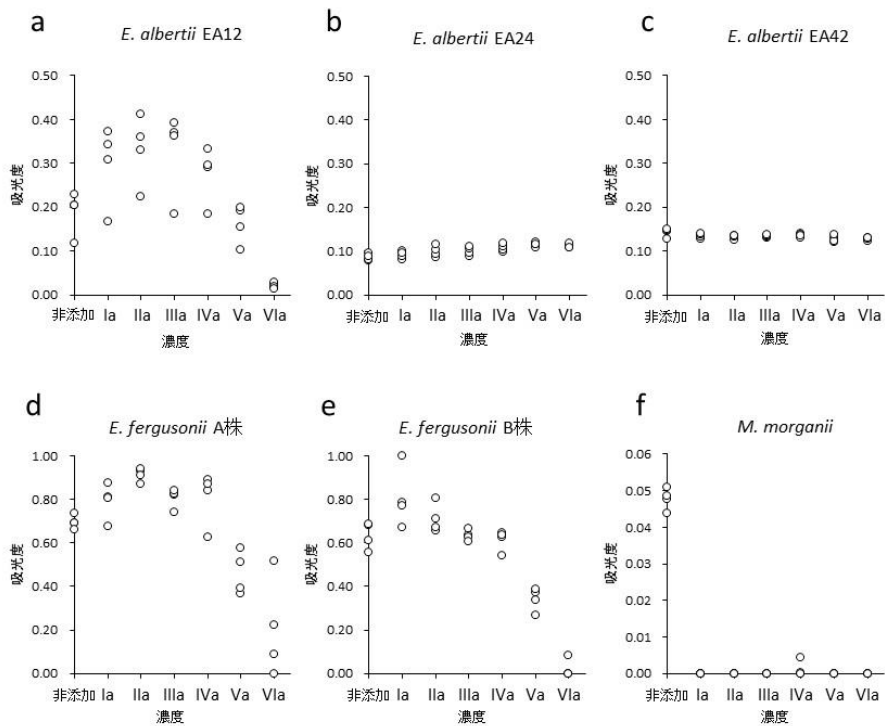 a
E. albertii EA12
吸光度
0.50
0.40
0.30
0.20
0.10
0.00
非添加 Ia IIa IIIa IVa Va VIa
濃度
b
E. albertii EA24
吸光度
0.50
0.40
0.30
0.20
0.10
0.00
非添加 Ia IIa IIIa IVa Va VIa
濃度
c
E. albertii EA42
吸光度
0.50
0.40
0.30
0.20
0.10
0.00
非添加 Ia IIa IIIa IVa Va VIa
濃度
d
E. fergusonii A株
吸光度
1.00
0.80
0.60
0.40
0.20
0.00
非添加 Ia IIa IIIa IVa Va VIa
濃度
e
E. fergusonii B株
吸光度
1.00
0.80
0.60
0.40
0.20
0.00
非添加 Ia IIa IIIa IVa Va VIa
濃度
f
M. morganii
吸光度
0.06
0.05
0.04
0.03
0.02
0.01
0.00
非添加 Ia IIa IIIa IVa Va VIa
濃度